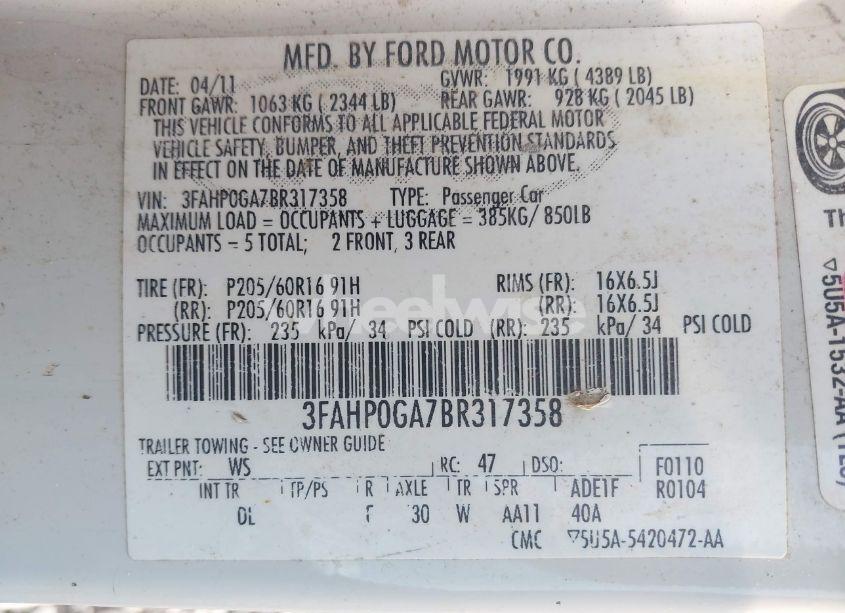 MFD. BY FORD MOTOR CO.
DATE: 04/11 GVWR: 1991 KG ( 4389 LB)
FRONT GAWR: 1063 KG ( 2344 LB) REAR GAWR: 928 KG ( 2045 LB)
THIS VEHICLE CONFORMS TO ALL APPLICABLE FEDERAL MOTOR
VEHICLE SAFETY, BUMPER, AND THEFT PREVENTION STANDARDS
IN EFFECT ON THE DATE OF MANUFACTURE SHOWN ABOVE.
VIN: 3FAHP0GA7BR317358 TYPE: Passenger Car
MAXIMUM LOAD = OCCUPANTS + LUGGAGE = 385KG/ 850LB
OCCUPANTS = 5 TOTAL; 2 FRONT, 3 REAR
TIRE (FR): P205/60R16 91H RIMS (FR): 16X6.5J
(RR): P205/60R16 91H (RR): 16X6.5J
PRESSURE (FR): 235 kPa/ 34 PSI COLD (RR): 235 kPa/ 34 PSI COLD
wheelwise
3FAHP0GA7BR317358
TRAILER TOWING - SEE OWNER GUIDE
EXT PNT: WS RC: 47 DSO: F0110
INT TR TP/PS R AXLE TR SPR ADE1F R0104
DL 30 W AA11 40A
CMC ▽5U5A-5420472-AA
Th
▽5U5A-1532-AA